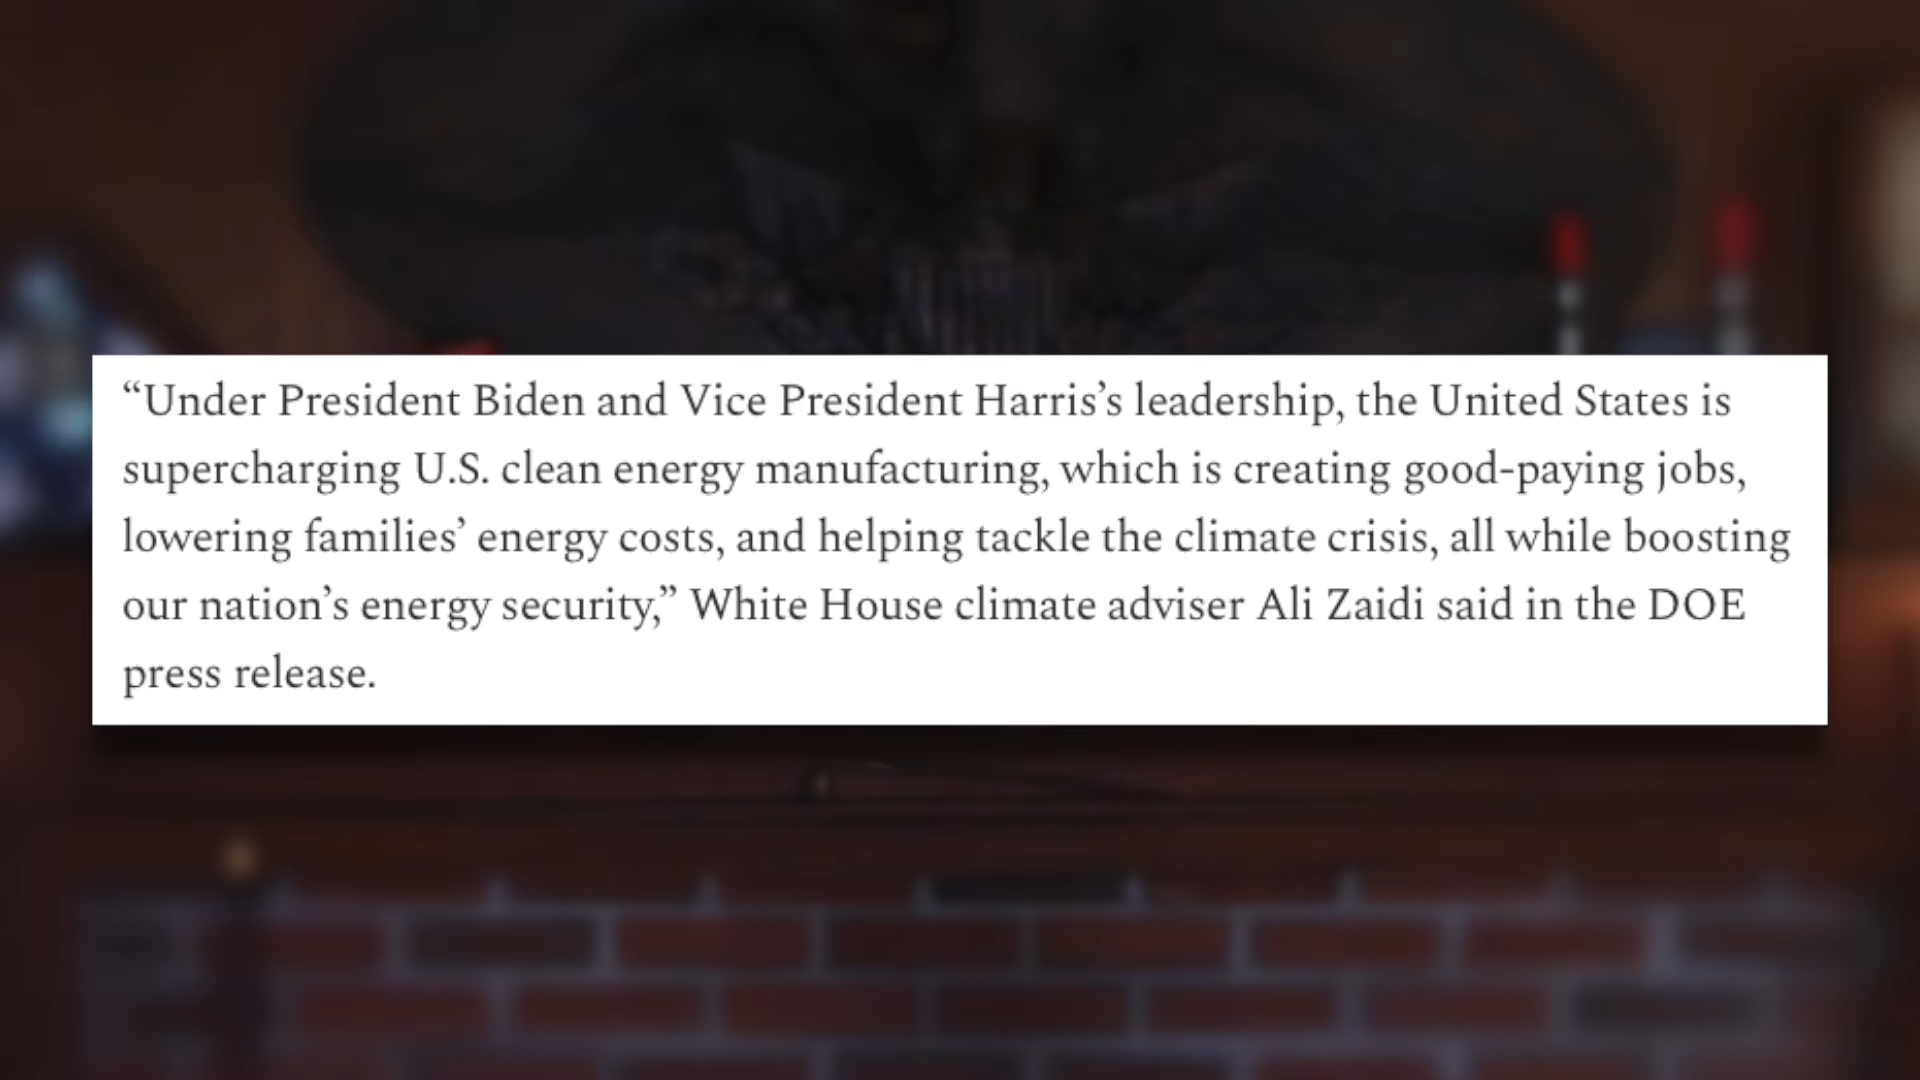 “Under President Biden and Vice President Harris’s leadership, the United States is
supercharging U.S. clean energy manufacturing, which is creating good-paying jobs,
lowering families’ energy costs, and helping tackle the climate crisis, all while boosting
our nation’s energy security,” White House climate adviser Ali Zaidi said in the DOE
press release.